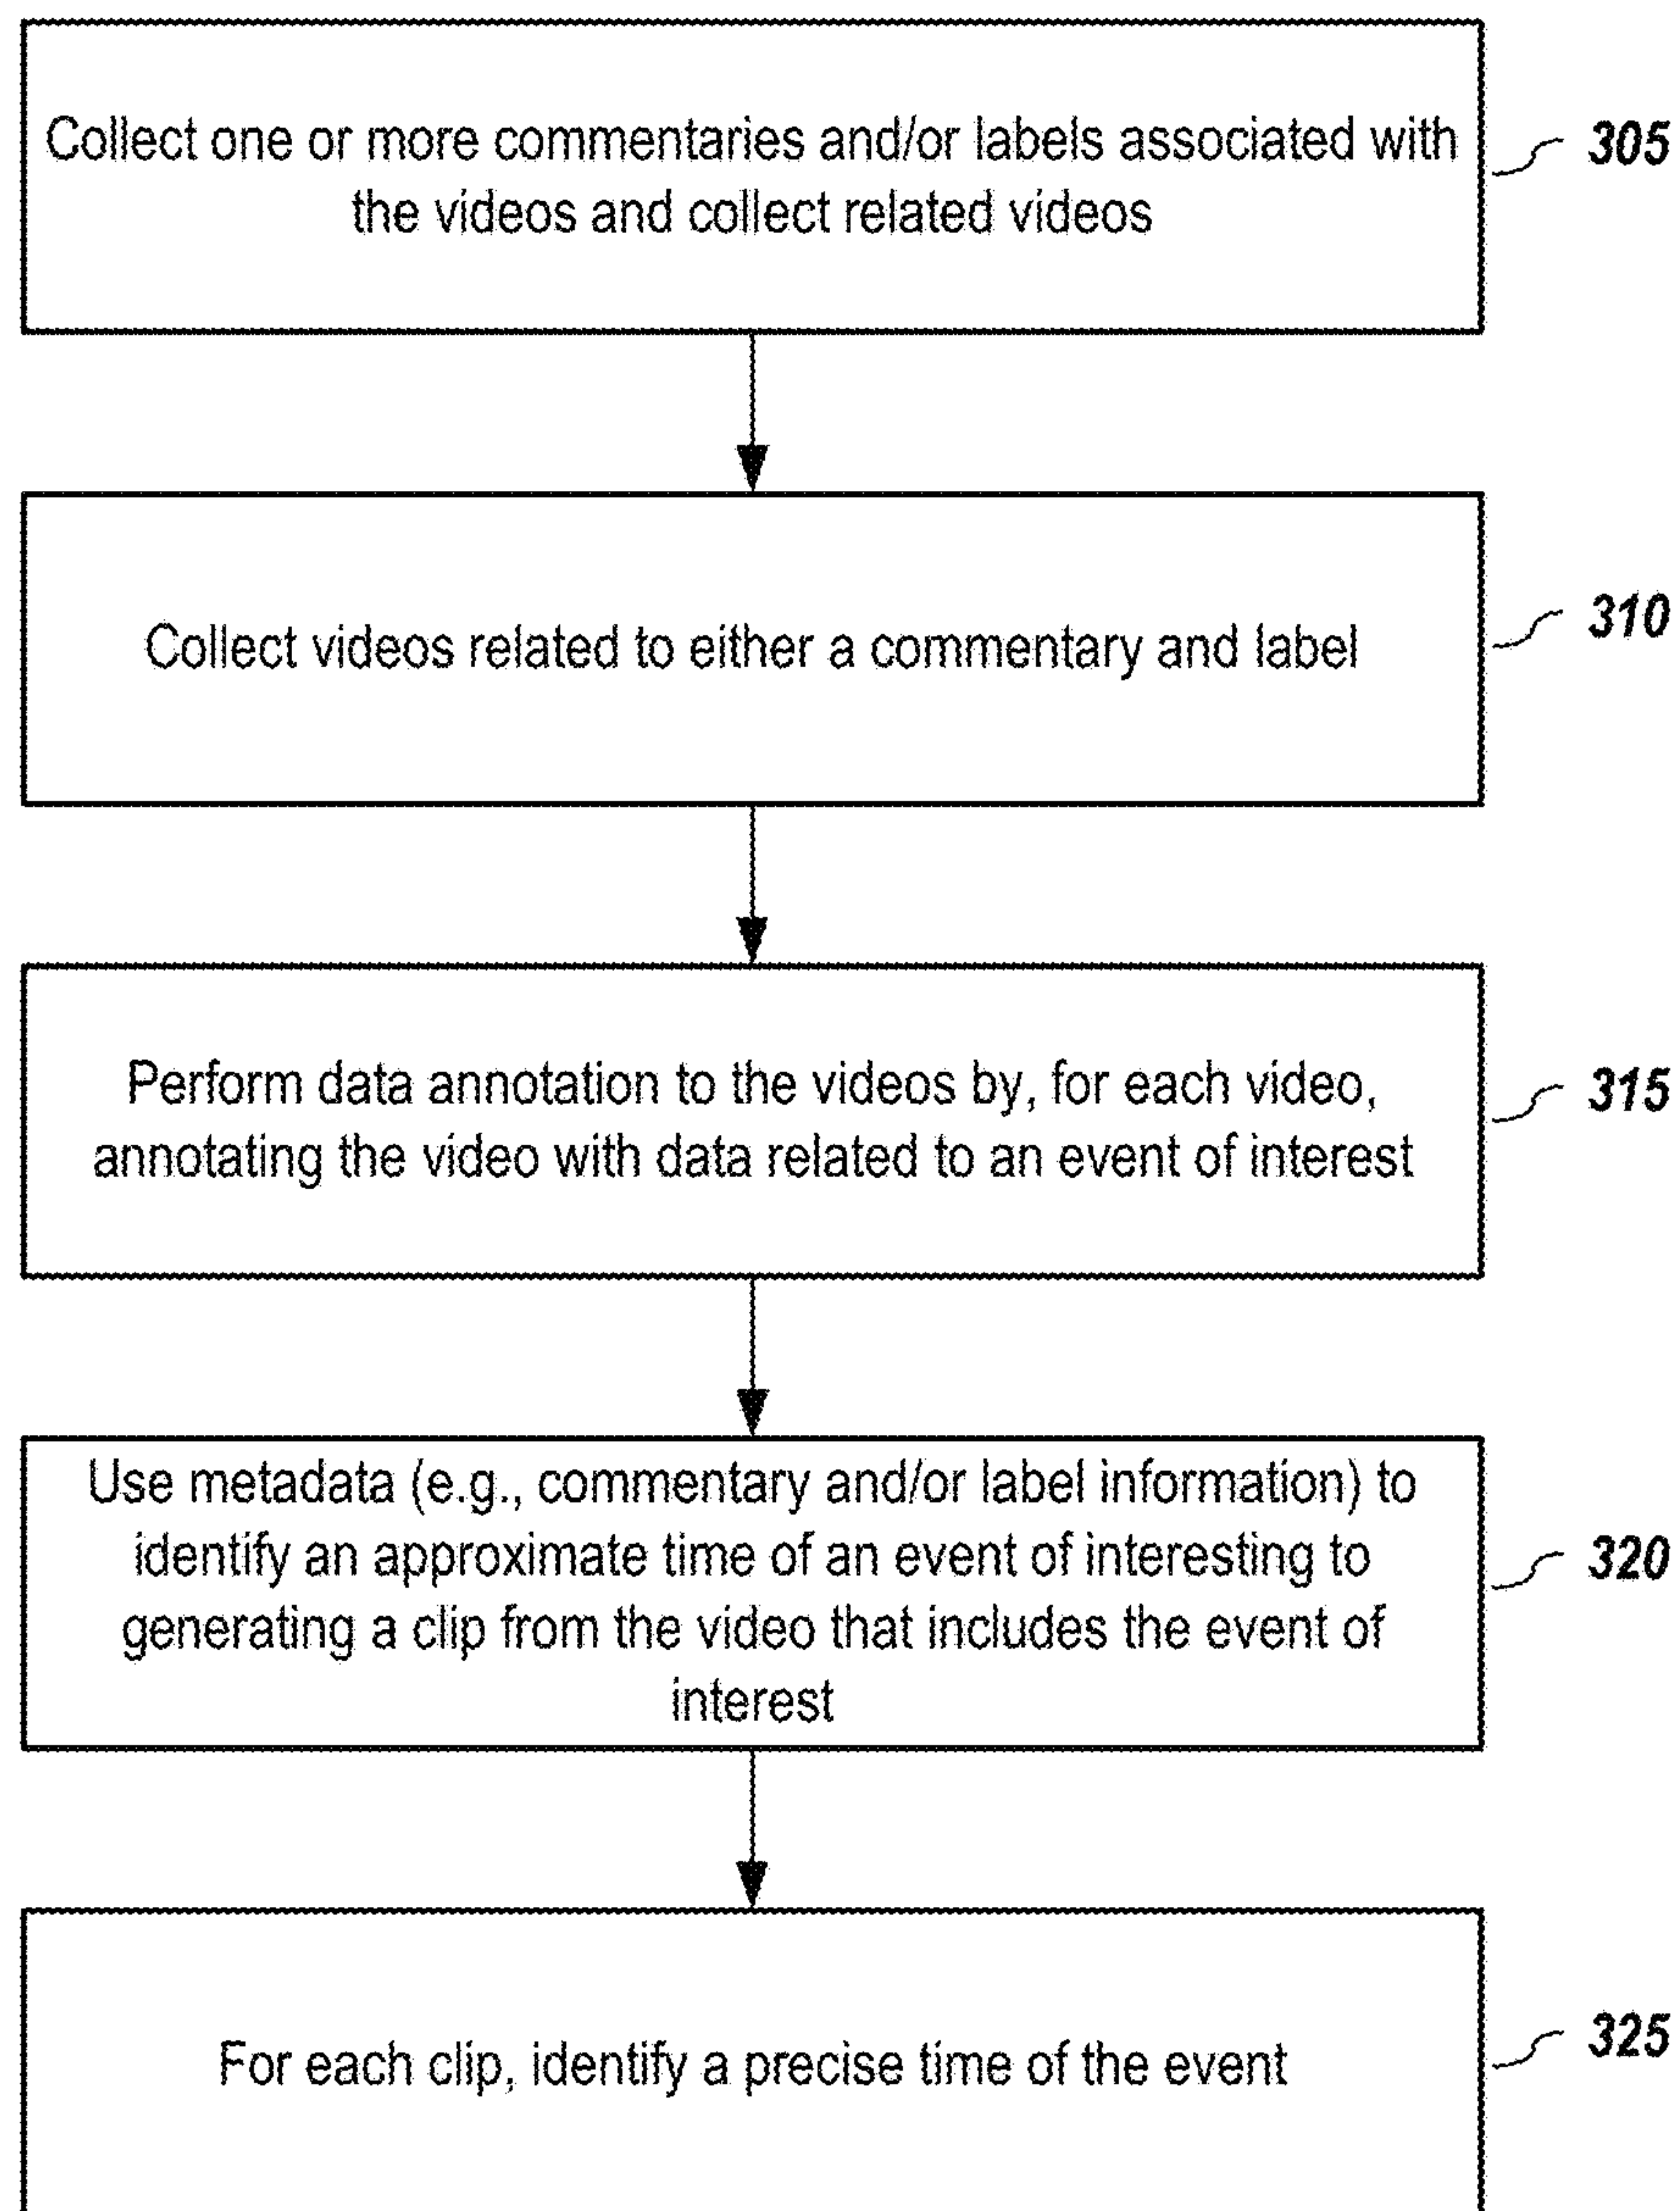 Collect one or more commentaries and/or labels associated with
the videos and collect related videos
305
Collect videos related to either a commentary and label
310
Perform data annotation to the videos by, for each video,
annotating the video with data related to an event of interest
315
Use metadata (e.g., commentary and/or label information) to
identify an approximate time of an event of interesting to
generating a clip from the video that includes the event of
interest
320
For each clip, identify a precise time of the event
325